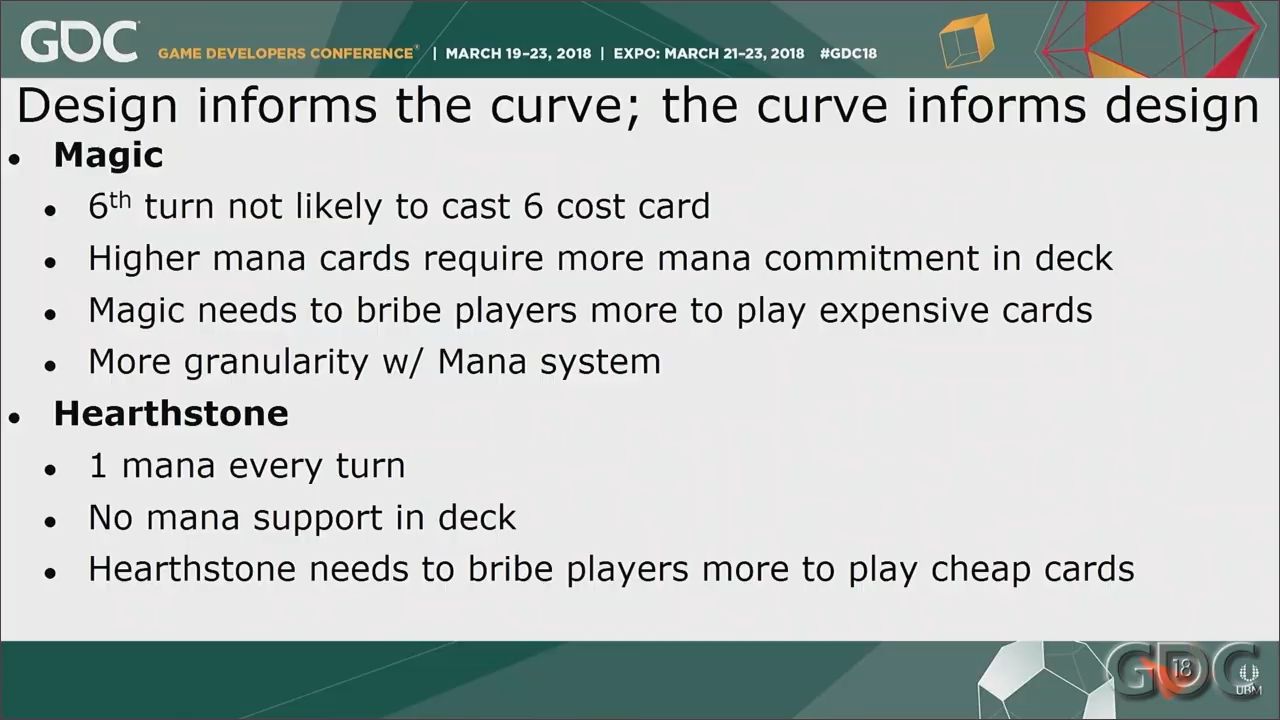 GDC GAME DEVELOPERS CONFERENCE® | MARCH 19–23, 2018 | EXPO: MARCH 21–23, 2018 #GDC18
Design informs the curve; the curve informs design
• Magic
• 6th turn not likely to cast 6 cost card
• Higher mana cards require more mana commitment in deck
• Magic needs to bribe players more to play expensive cards
• More granularity w/ Mana system
• Hearthstone
• 1 mana every turn
• No mana support in deck
• Hearthstone needs to bribe players more to play cheap cards
GDC 18 UBM